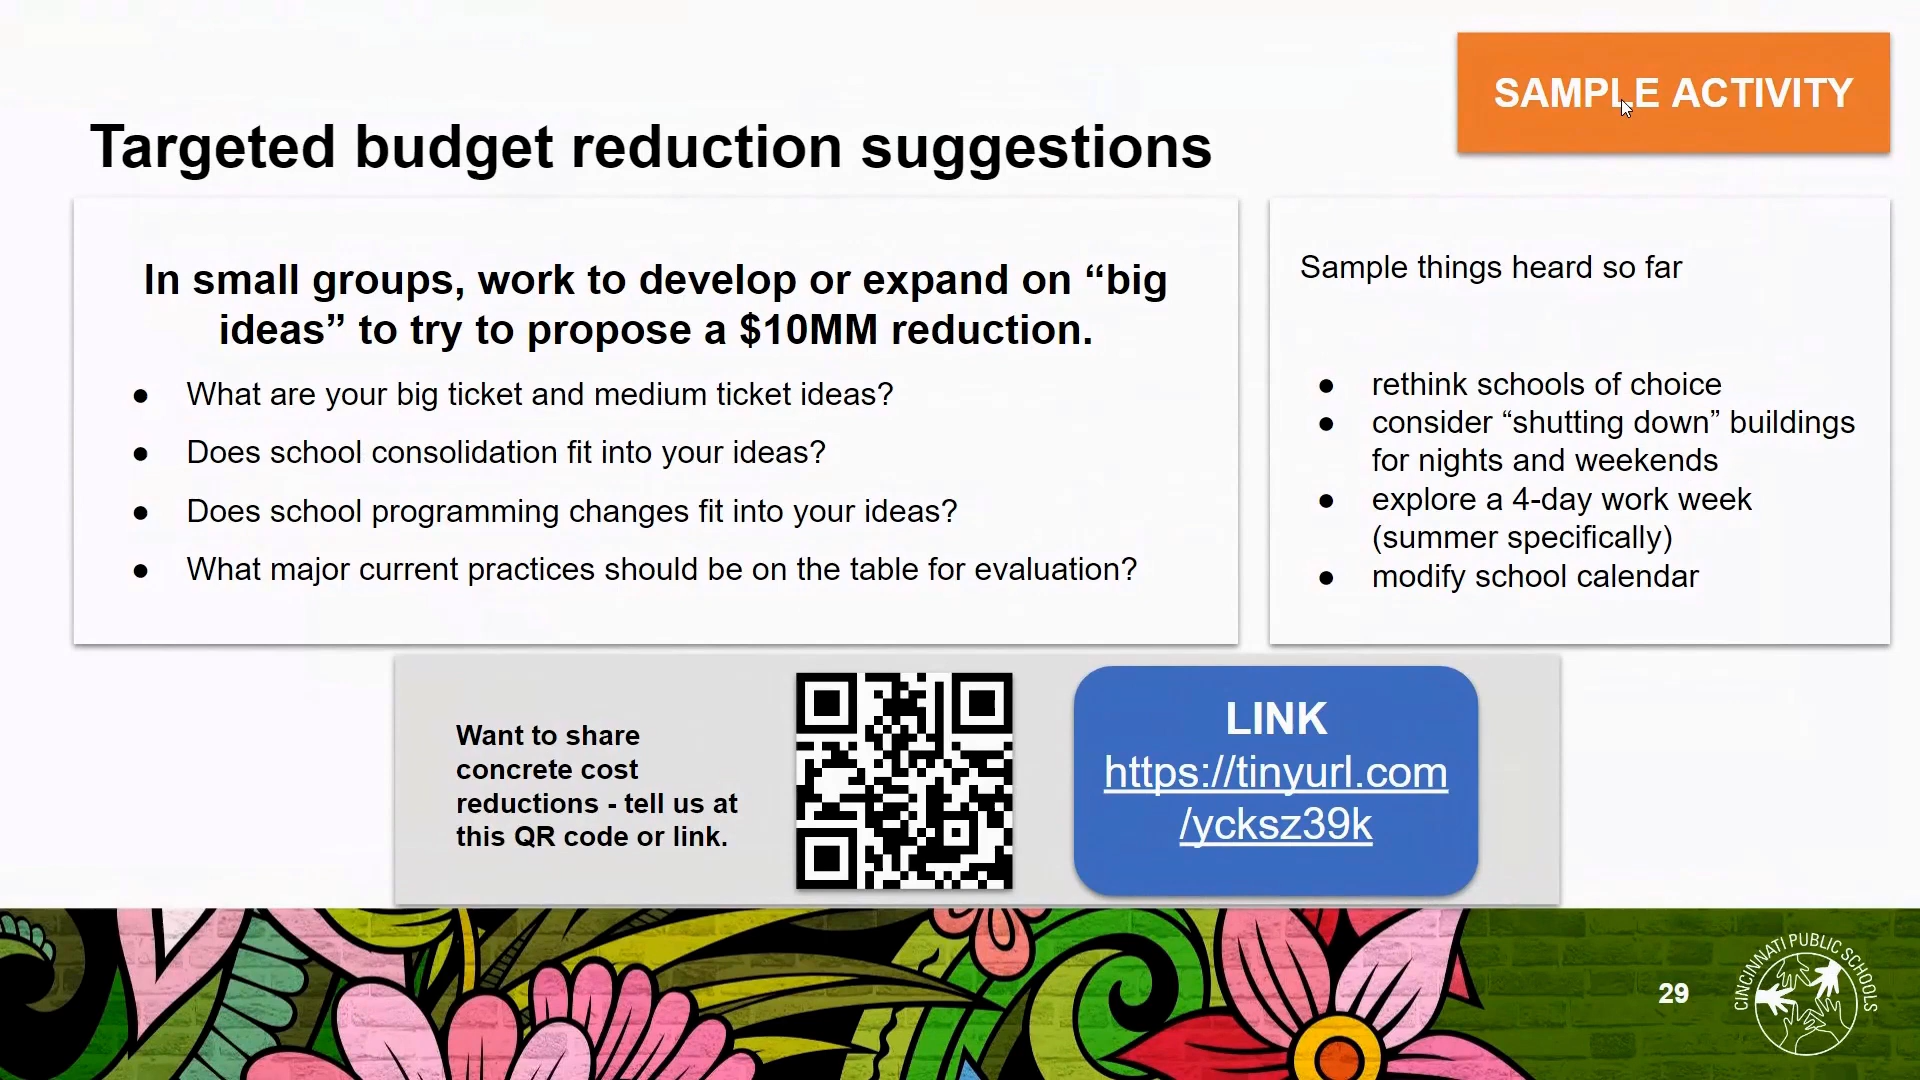 SAMPLE ACTIVITY
Targeted budget reduction suggestions
In small groups, work to develop or expand on “big
ideas” to try to propose a $10MM reduction.
● What are your big ticket and medium ticket ideas?
● Does school consolidation fit into your ideas?
● Does school programming changes fit into your ideas?
● What major current practices should be on the table for evaluation?
Sample things heard so far
● rethink schools of choice
● consider “shutting down” buildings
for nights and weekends
● explore a 4-day work week
(summer specifically)
● modify school calendar
Want to share
concrete cost
reductions - tell us at
this QR code or link.
LINK
https://tinyurl.com
/ycksz39k
29
CINCINNATI PUBLIC SCHOOLS